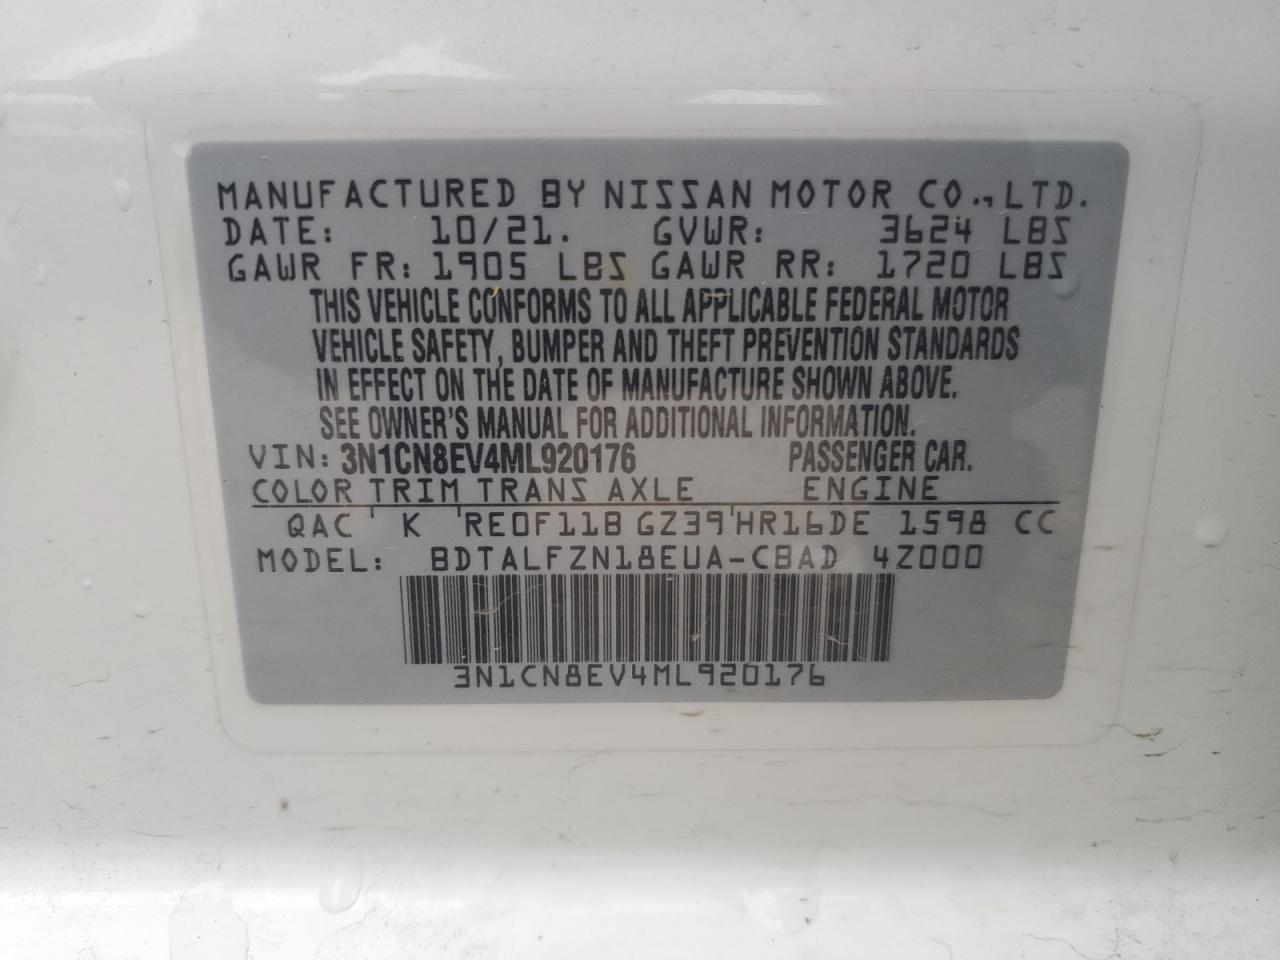 MANUFACTURED BY NISSAN MOTOR CO., LTD.
DATE: 10/21. GVWR: 3624 LBS
GAWR FR: 1905 LBS GAWR RR: 1720 LBS
THIS VEHICLE CONFORMS TO ALL APPLICABLE FEDERAL MOTOR
VEHICLE SAFETY, BUMPER AND THEFT PREVENTION STANDARDS
IN EFFECT ON THE DATE OF MANUFACTURE SHOWN ABOVE.
SEE OWNER'S MANUAL FOR ADDITIONAL INFORMATION.
VIN: 3N1CN8EV4ML920176 PASSENGER CAR.
COLOR TRIM TRANS AXLE ENGINE
QAC K RE0F11B GZ39 HR16DE 1598 CC
MODEL: BDTALFZN18EUA-CBAD 4Z000
3N1CN8EV4ML920176